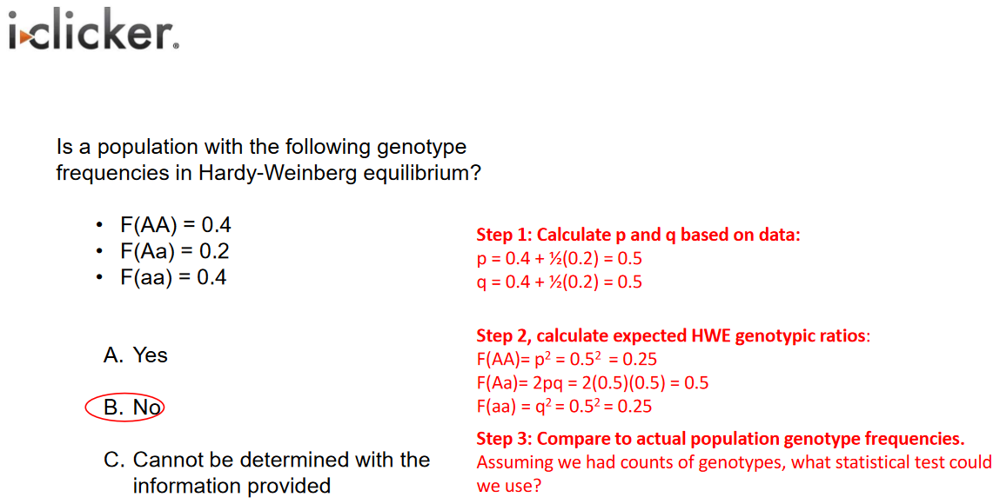 iclicker®
Is a population with the following genotype
frequencies in Hardy-Weinberg equilibrium?
• F(AA) = 0.4
• F(Aa) = 0.2
• F(aa) = 0.4
A. Yes
B. No
C. Cannot be determined with the
information provided
Step 1: Calculate p and q based on data:
p = 0.4 + ½(0.2) = 0.5
q = 0.4 + ½(0.2) = 0.5
Step 2, calculate expected HWE genotypic ratios:
F(AA)= p² = 0.5² = 0.25
F(Aa)= 2pq = 2(0.5)(0.5) = 0.5
F(aa) = q² = 0.5² = 0.25
Step 3: Compare to actual population genotype frequencies.
Assuming we had counts of genotypes, what statistical test could
we use?